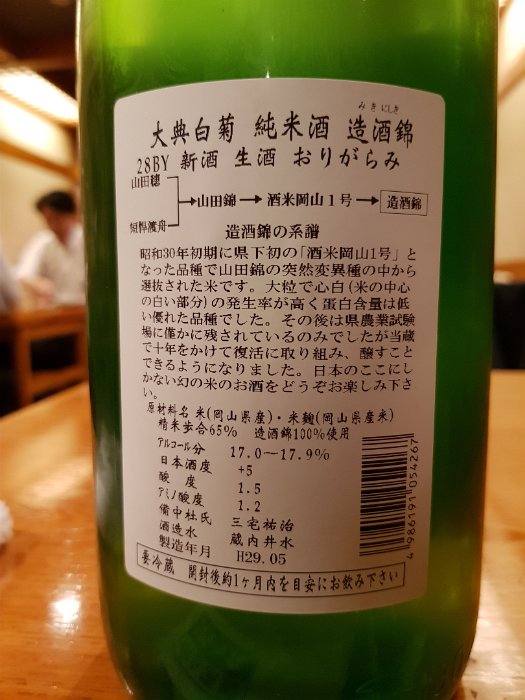 みきにしき
大典白菊 純米酒 造酒錦
28BY 新酒 生酒 おりがらみ
山田穂
→山田錦→酒米岡山1号→造酒錦
短稈渡舟
造酒錦の系譜
昭和30年初期に県下初の「酒米岡山1号」と
なった品種で山田錦の突然変異種の中から
選抜された米です。大粒で心白(米の中心
の白い部分)の発生率が高く蛋白含量は低
い優れた品種でした。その後は県農業試験
場に僅かに残されているのみでしたが当蔵
で十年をかけて復活に取り組み、醸すこと
できるようになりました。日本のここにし
かない幻の米のお酒をどうぞお楽しみ下さ
い。
原材料名 米(岡山県産)・米麹(岡山県産米)
精米歩合65% 造酒錦100%使用
アルコール分 17.0〜17.9%
日本酒度 +5
酸度 1.5
アミノ酸度 1.2
備中杜氏 三宅祐治
酒造水 蔵内井水
製造年月 H29.05
要冷蔵 開封後約1ヶ月内を目安にお飲み下さい
4986191054267